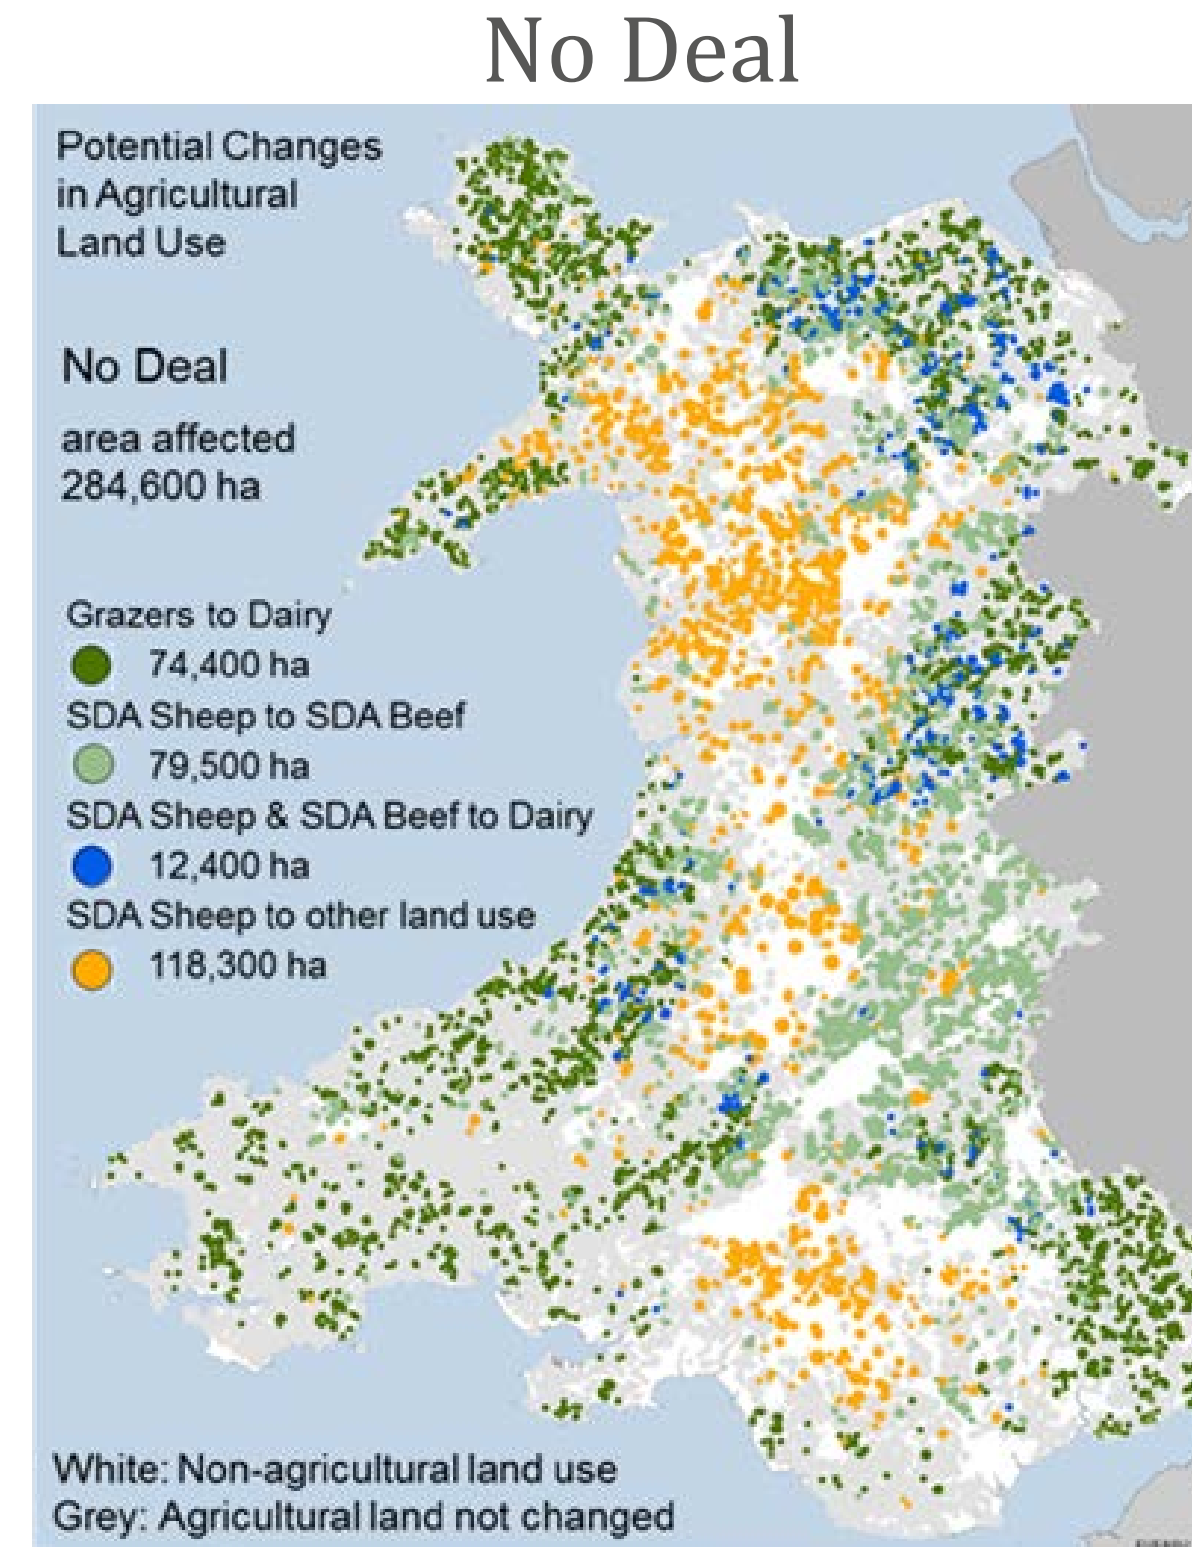 No Deal
Potential Changes
in Agricultural
Land Use
No Deal
area affected
284,600 ha
Grazers to Dairy
74,400 ha
SDA Sheep to SDA Beef
79,500 ha
SDA Sheep & SDA Beef to Dairy
12,400 ha
SDA Sheep to other land use
118,300 ha
White: Non-agricultural land use
Grey: Agricultural land not changed